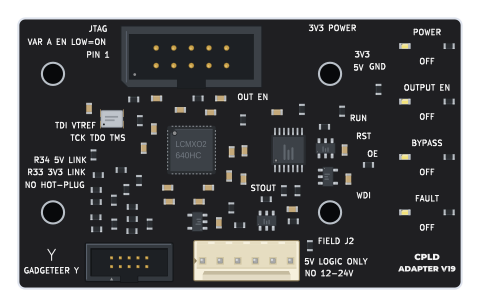 JTAG
VAR A EN LOW=ON
PIN 1
3V3 POWER
3V3
5V GND
POWER
OFF
OUT EN
OUTPUT EN
OFF
TDI VTREF
TCK TDO TMS
RUN
RST
OE
LCMXO2
640HC
BYPASS
OFF
R34 5V LINK
R33 3V3 LINK
NO HOT-PLUG
STOUT
WDI
FAULT
OFF
Y
GADGETEER Y
FIELD J2
5V LOGIC ONLY
NO 12-24V
CPLD
ADAPTER V19